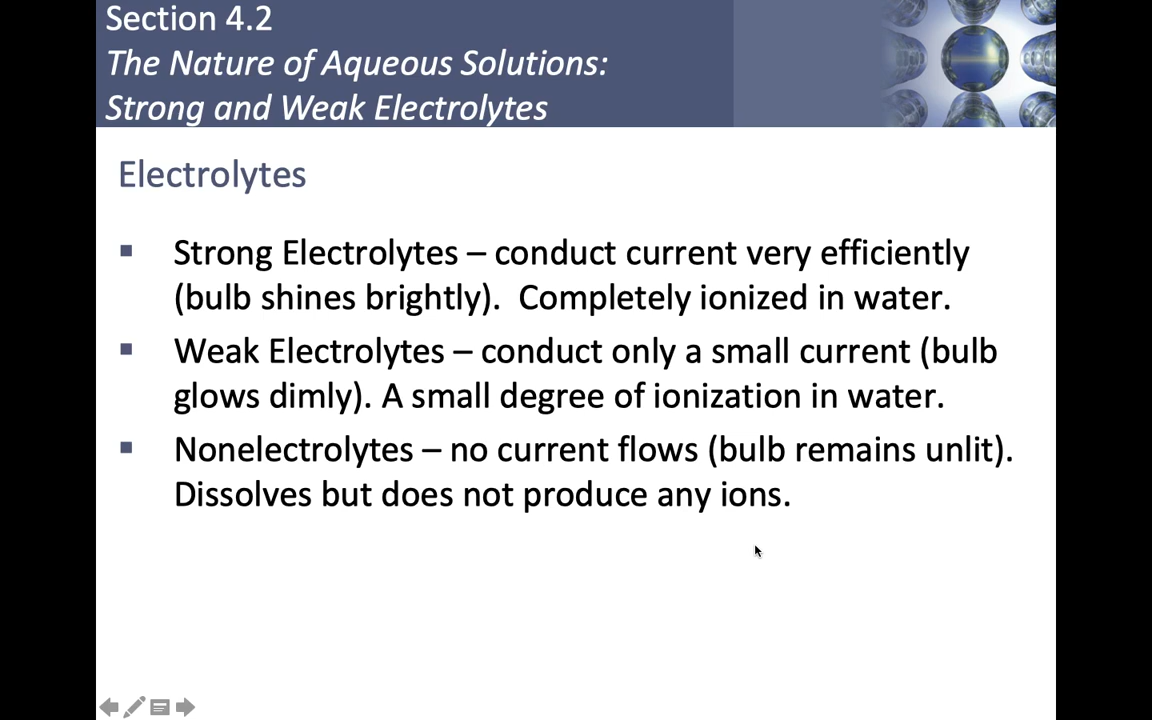 Section 4.2
The Nature of Aqueous Solutions:
Strong and Weak Electrolytes
Electrolytes
▪ Strong Electrolytes – conduct current very efficiently
(bulb shines brightly).  Completely ionized in water.
▪ Weak Electrolytes – conduct only a small current (bulb
glows dimly). A small degree of ionization in water.
▪ Nonelectrolytes – no current flows (bulb remains unlit).
Dissolves but does not produce any ions.